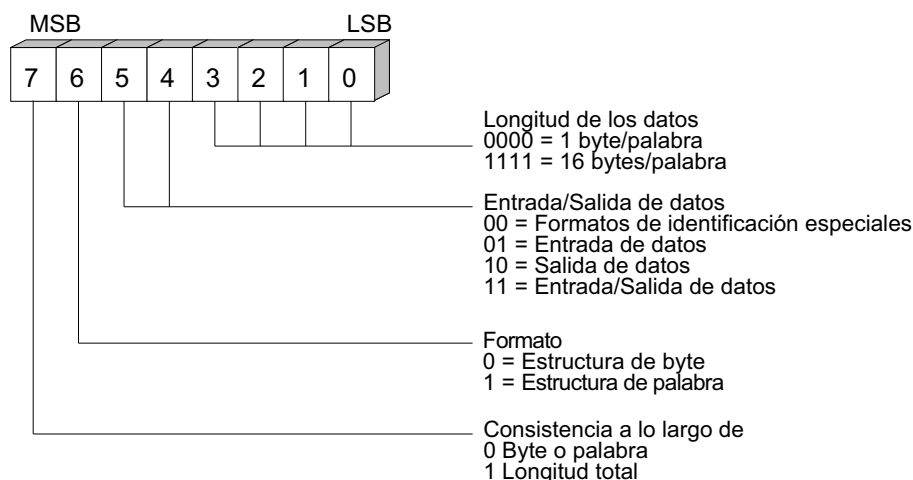 MSB LSB
7 6 5 4 3 2 1 0
Longitud de los datos
0000 = 1 byte/palabra
1111 = 16 bytes/palabra
Entrada/Salida de datos
00 = Formatos de identificación especiales
01 = Entrada de datos
10 = Salida de datos
11 = Entrada/Salida de datos
Formato
0 = Estructura de byte
1 = Estructura de palabra
Consistencia a lo largo de
0 Byte o palabra
1 Longitud total